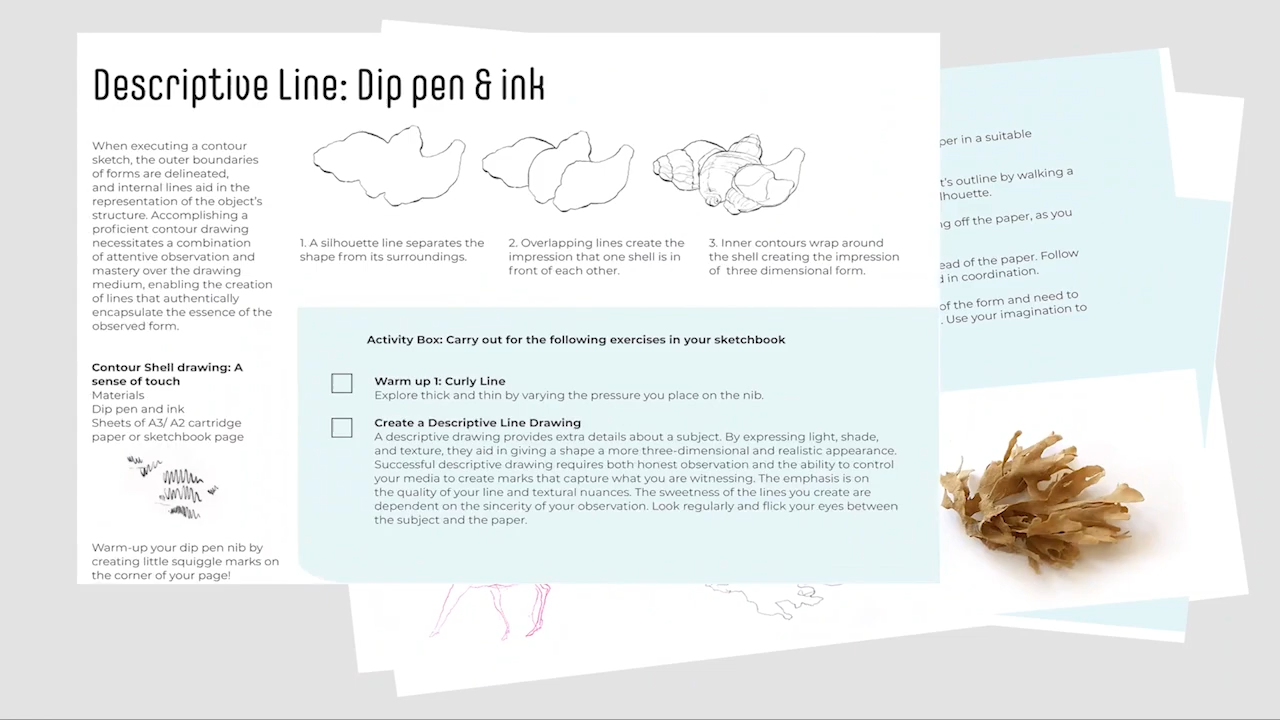 Descriptive Line: Dip pen & ink
When executing a contour
sketch, the outer boundaries
of forms are delineated,
and internal lines aid in the
representation of the object's
structure. Accomplishing a
proficient contour drawing
necessitates a combination
of attentive observation and
mastery over the drawing
medium, enabling the creation
of lines that authentically
encapsulate the essence of the
observed form.
Contour Shell drawing: A
sense of touch
Materials
Dip pen and ink
Sheets of A3/ A2 cartridge
paper or sketchbook page
Warm-up your dip pen nib by
creating little squiggle marks on
the corner of your page!
1. A silhouette line separates the
shape from its surroundings.
2. Overlapping lines create the
impression that one shell is in
front of each other.
3. Inner contours wrap around
the shell creating the impression
of three dimensional form.
Activity Box: Carry out for the following exercises in your sketchbook
Warm up 1: Curly Line
Explore thick and thin by varying the pressure you place on the nib.
Create a Descriptive Line Drawing
A descriptive drawing provides extra details about a subject. By expressing light, shade,
and texture, they aid in giving a shape a more three-dimensional and realistic appearance.
Successful descriptive drawing requires both honest observation and the ability to control
your media to create marks that capture what you are witnessing. The emphasis is on
the quality of your line and textural nuances. The sweetness of the lines you create are
dependent on the sincerity of your observation. Look regularly and flick your eyes between
the subject and the paper.
per in a suitable
t's outline by walking a
lhouette.
ng off the paper, as you
ead of the paper. Follow
d in coordination.
of the form and need to
. Use your imagination to